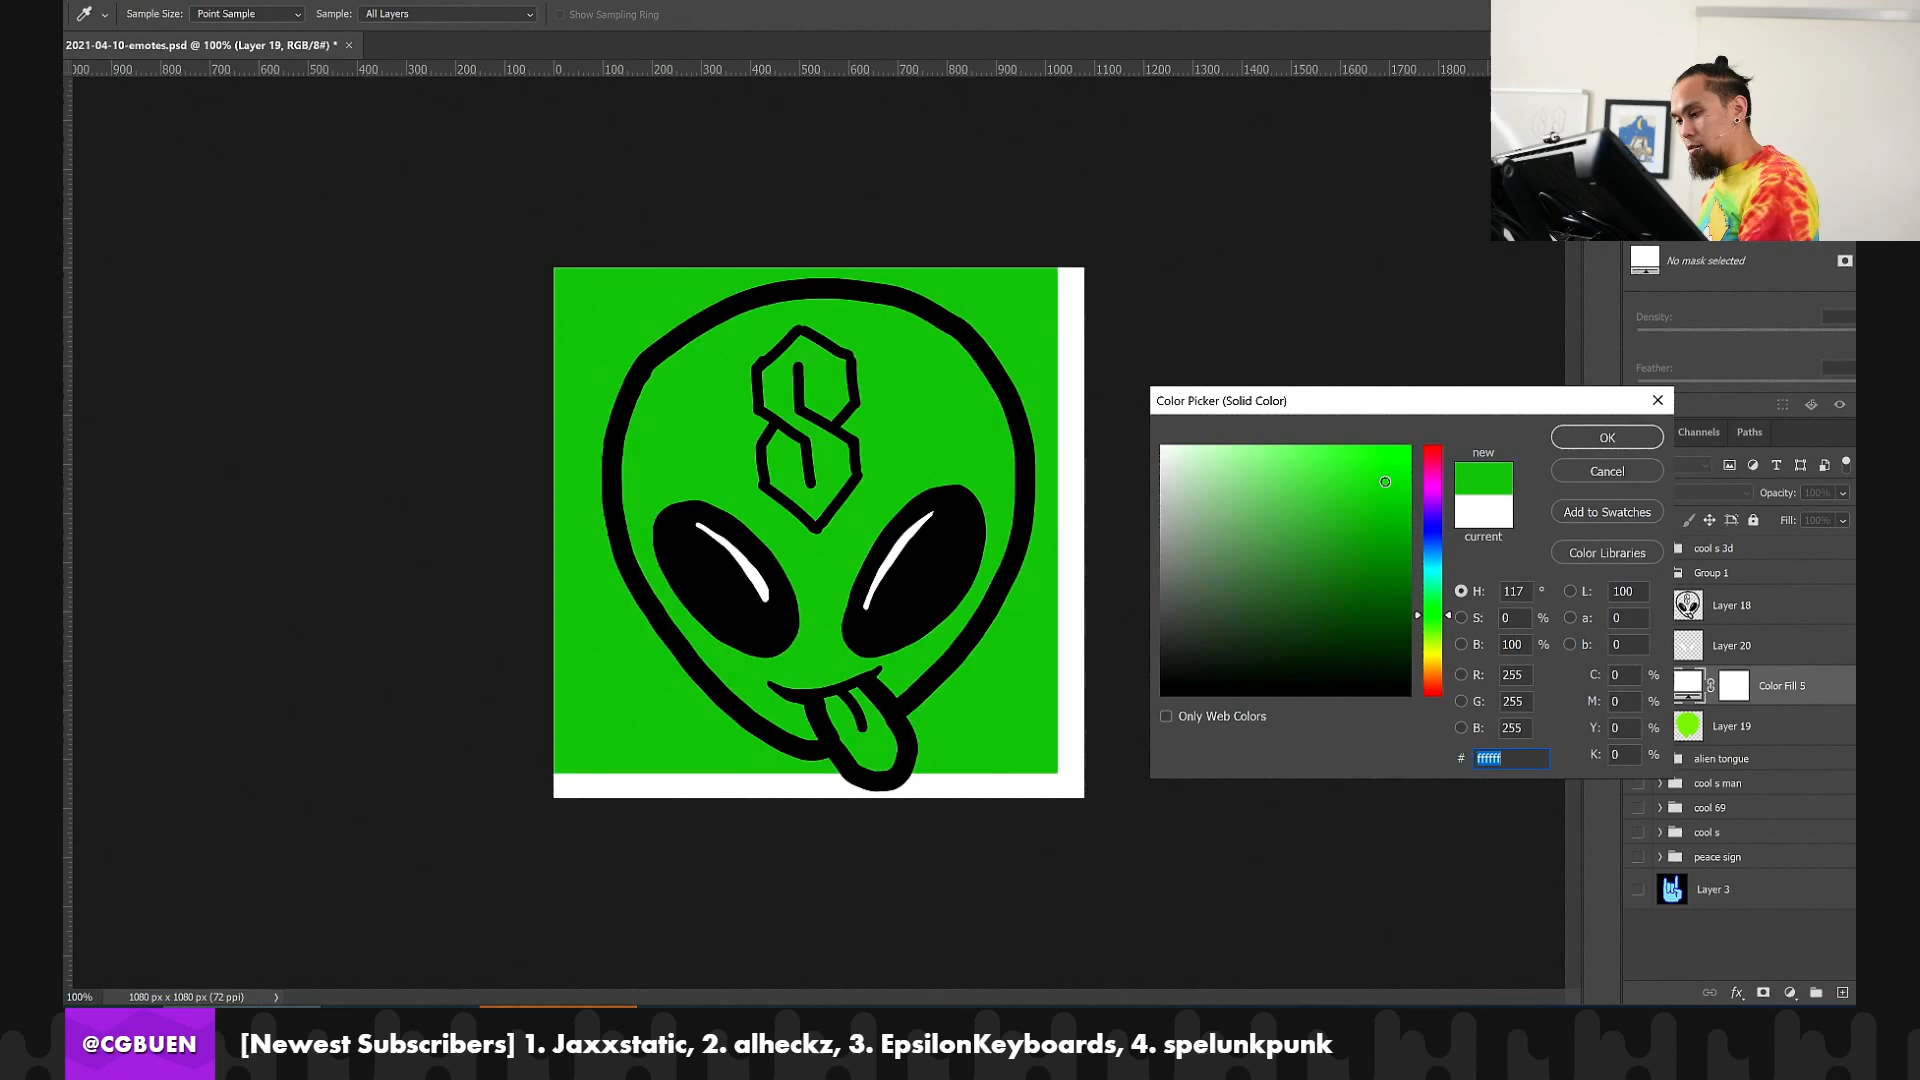 Sample Size: Point Sample Sample: All Layers Show Sampling Ring
2021-04-10-emotes.psd @ 100% (Layer 19, RGB/8#) * ×
000 900 800 700 600 500 400 300 200 100 0 100 200 300 400 500 600 700 800 900 1000 1100 1200 1300 1400 1500 1600 1700 1800
No mask selected
Density:
Feather:
Color Picker (Solid Color)
new
current
OK
Cancel
Add to Swatches
Color Libraries
H: 117 ° L: 100
S: 0 % a: 0
B: 100 % b: 0
R: 255 C: 0 %
G: 255 M: 0 %
B: 255 Y: 0 %
# ffffff K: 0 %
Only Web Colors
Channels Paths
Opacity: 100%
Fill: 100%
cool s 3d
Group 1
Layer 18
Layer 20
Color Fill 5
Layer 19
alien tongue
cool s man
cool 69
cool s
peace sign
Layer 3
100% 1080 px x 1080 px (72 ppi)
@CGBUEN [Newest Subscribers] 1. Jaxxstatic, 2. alheckz, 3. EpsilonKeyboards, 4. spelunkpunk